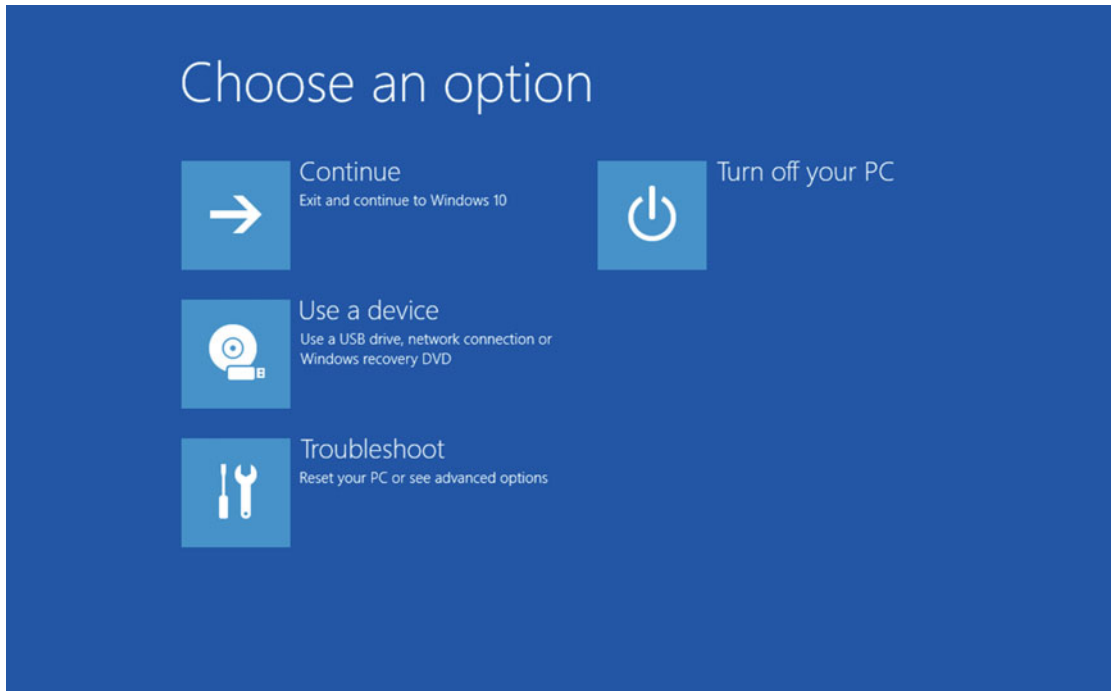 Choose an option
Continue
Exit and continue to Windows 10
Turn off your PC
Use a device
Use a USB drive, network connection or
Windows recovery DVD
Troubleshoot
Reset your PC or see advanced options